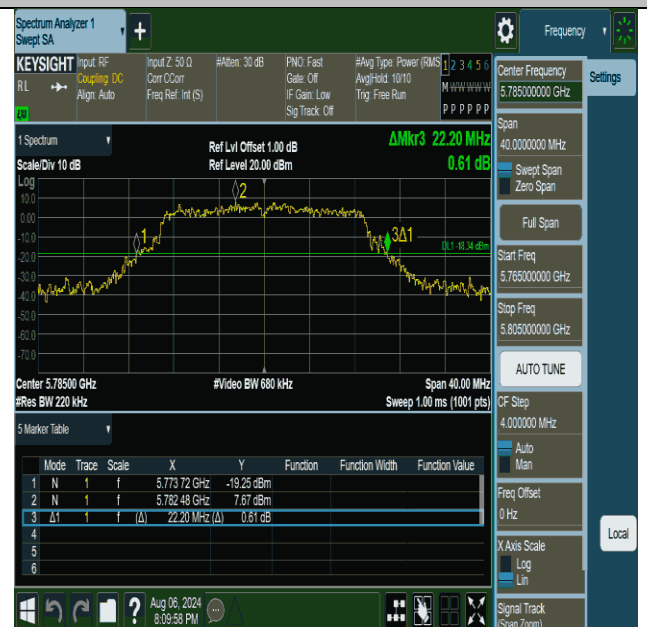 Spectrum Analyzer 1
Swept SA
+
Frequency
KEYSIGHT
RL
Input: RF
Coupling: DC
Align: Auto
Input Z: 50 Ω
Corr CCorr
Freq Ref: Int (S)
#Atten: 30 dB
PNO: Fast
Gate: Off
IF Gain: Low
Sig Track: Off
#Avg Type: Power (RMS
Avg|Hold: 10/10
Trig: Free Run
1 2 3 4 5 6
M W W W W W
P P P P P P
1 Spectrum
Scale/Div 10 dB
Ref Lvl Offset 1.00 dB
Ref Level 20.00 dBm
ΔMkr3 22.20 MHz
0.61 dB
Log
10.0
0.00
-10.0
-20.0
-30.0
-40.0
-50.0
-60.0
-70.0
1
2
3Δ1
DL1 -18.34 dBm
Center 5.78500 GHz
#Video BW 680 kHz
Span 40.00 MHz
#Res BW 220 kHz
Sweep 1.00 ms (1001 pts)
5 Marker Table
Mode Trace Scale X Y Function Function Width Function Value
1 N 1 f 5.773 72 GHz -19.25 dBm
2 N 1 f 5.782 48 GHz 7.67 dBm
3 Δ1 1 f (Δ) 22.20 MHz (Δ) 0.61 dB
4
5
6
Aug 06, 2024
8:09:58 PM
Center Frequency
5.785000000 GHz
Settings
Span
40.0000000 MHz
Swept Span
Zero Span
Full Span
Start Freq
5.765000000 GHz
Stop Freq
5.805000000 GHz
AUTO TUNE
CF Step
4.000000 MHz
Auto
Man
Freq Offset
0 Hz
Local
X Axis Scale
Log
Lin
Signal Track
(Span Zoom)